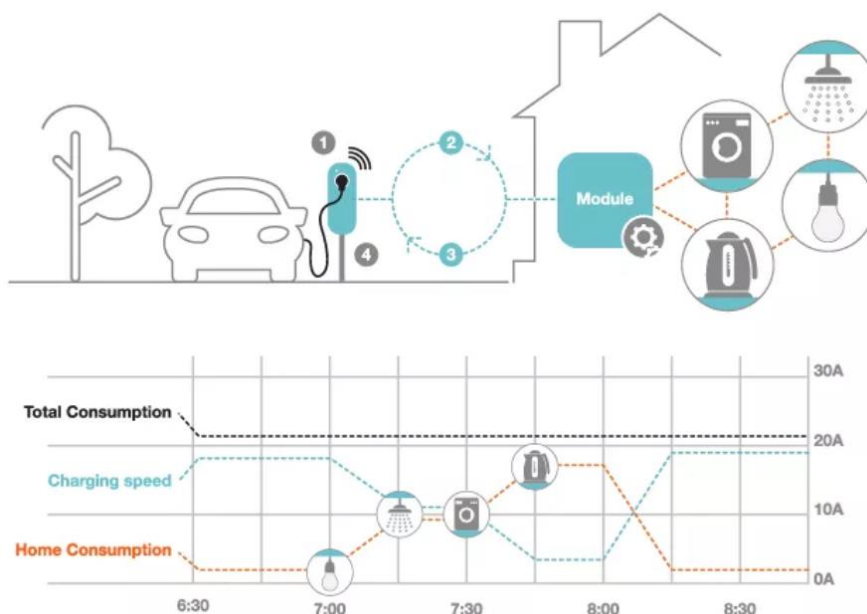 1
2
Module
4
3
30A
Total Consumption
20A
Charging speed
10A
Home Consumption
0A
6:30
7:00
7:30
8:00
8:30